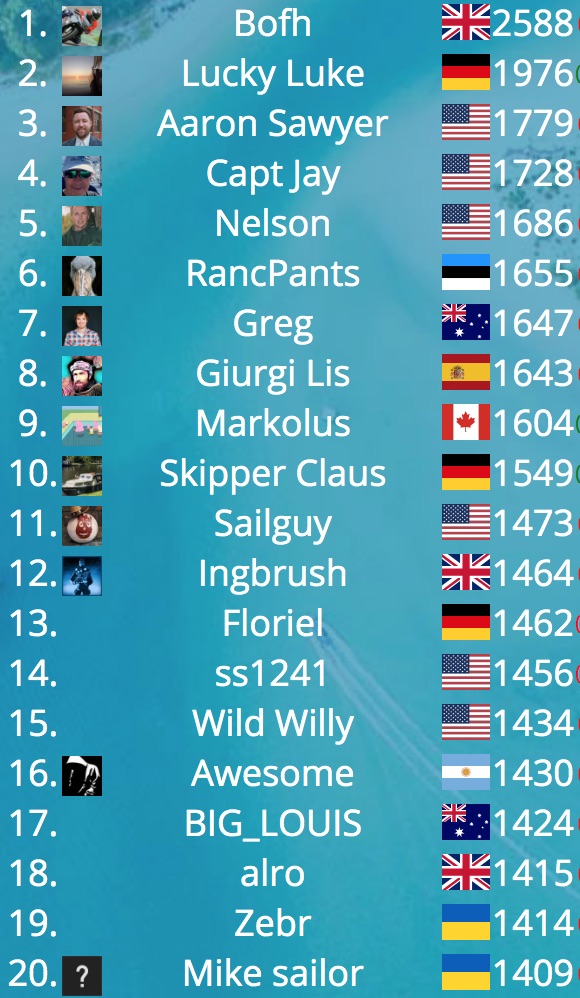 1. Bofh 2588
2. Lucky Luke 1976
3. Aaron Sawyer 1779
4. Capt Jay 1728
5. Nelson 1686
6. RancPants 1655
7. Greg 1647
8. Giurgi Lis 1643
9. Markolus 1604
10. Skipper Claus 1549
11. Sailguy 1473
12. Ingbrush 1464
13. Floriel 1462
14. ss1241 1456
15. Wild Willy 1434
16. Awesome 1430
17. BIG_LOUIS 1424
18. alro 1415
19. Zebr 1414
20. ? Mike sailor 1409